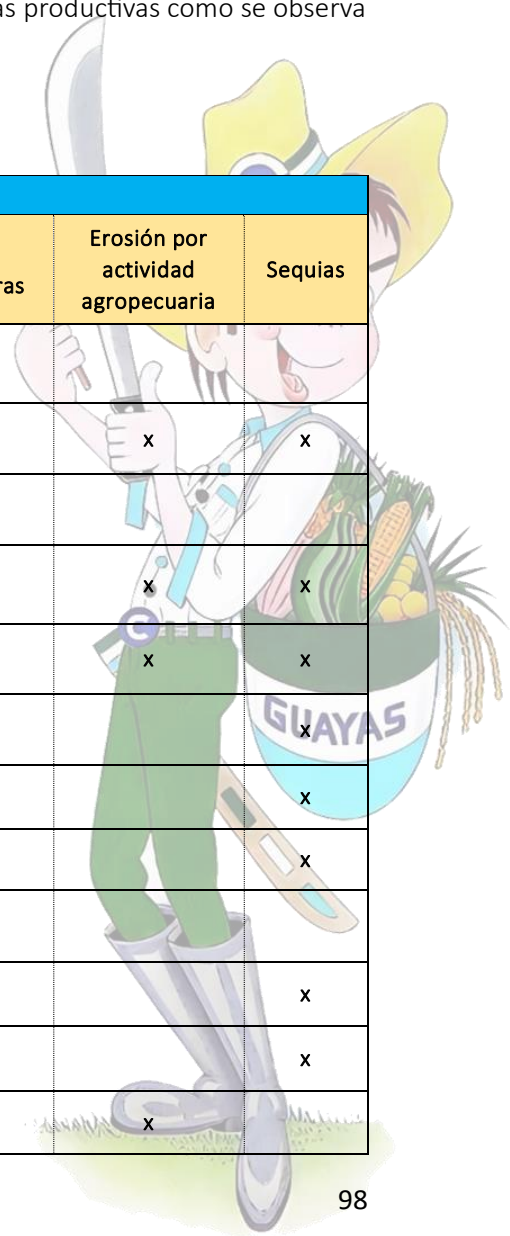 as productivas como se observa
Erosión por
actividad
agropecuaria
Sequias
ras
x x
x x
x x
x
x
x
x
x
x
C
GUAYAS
98